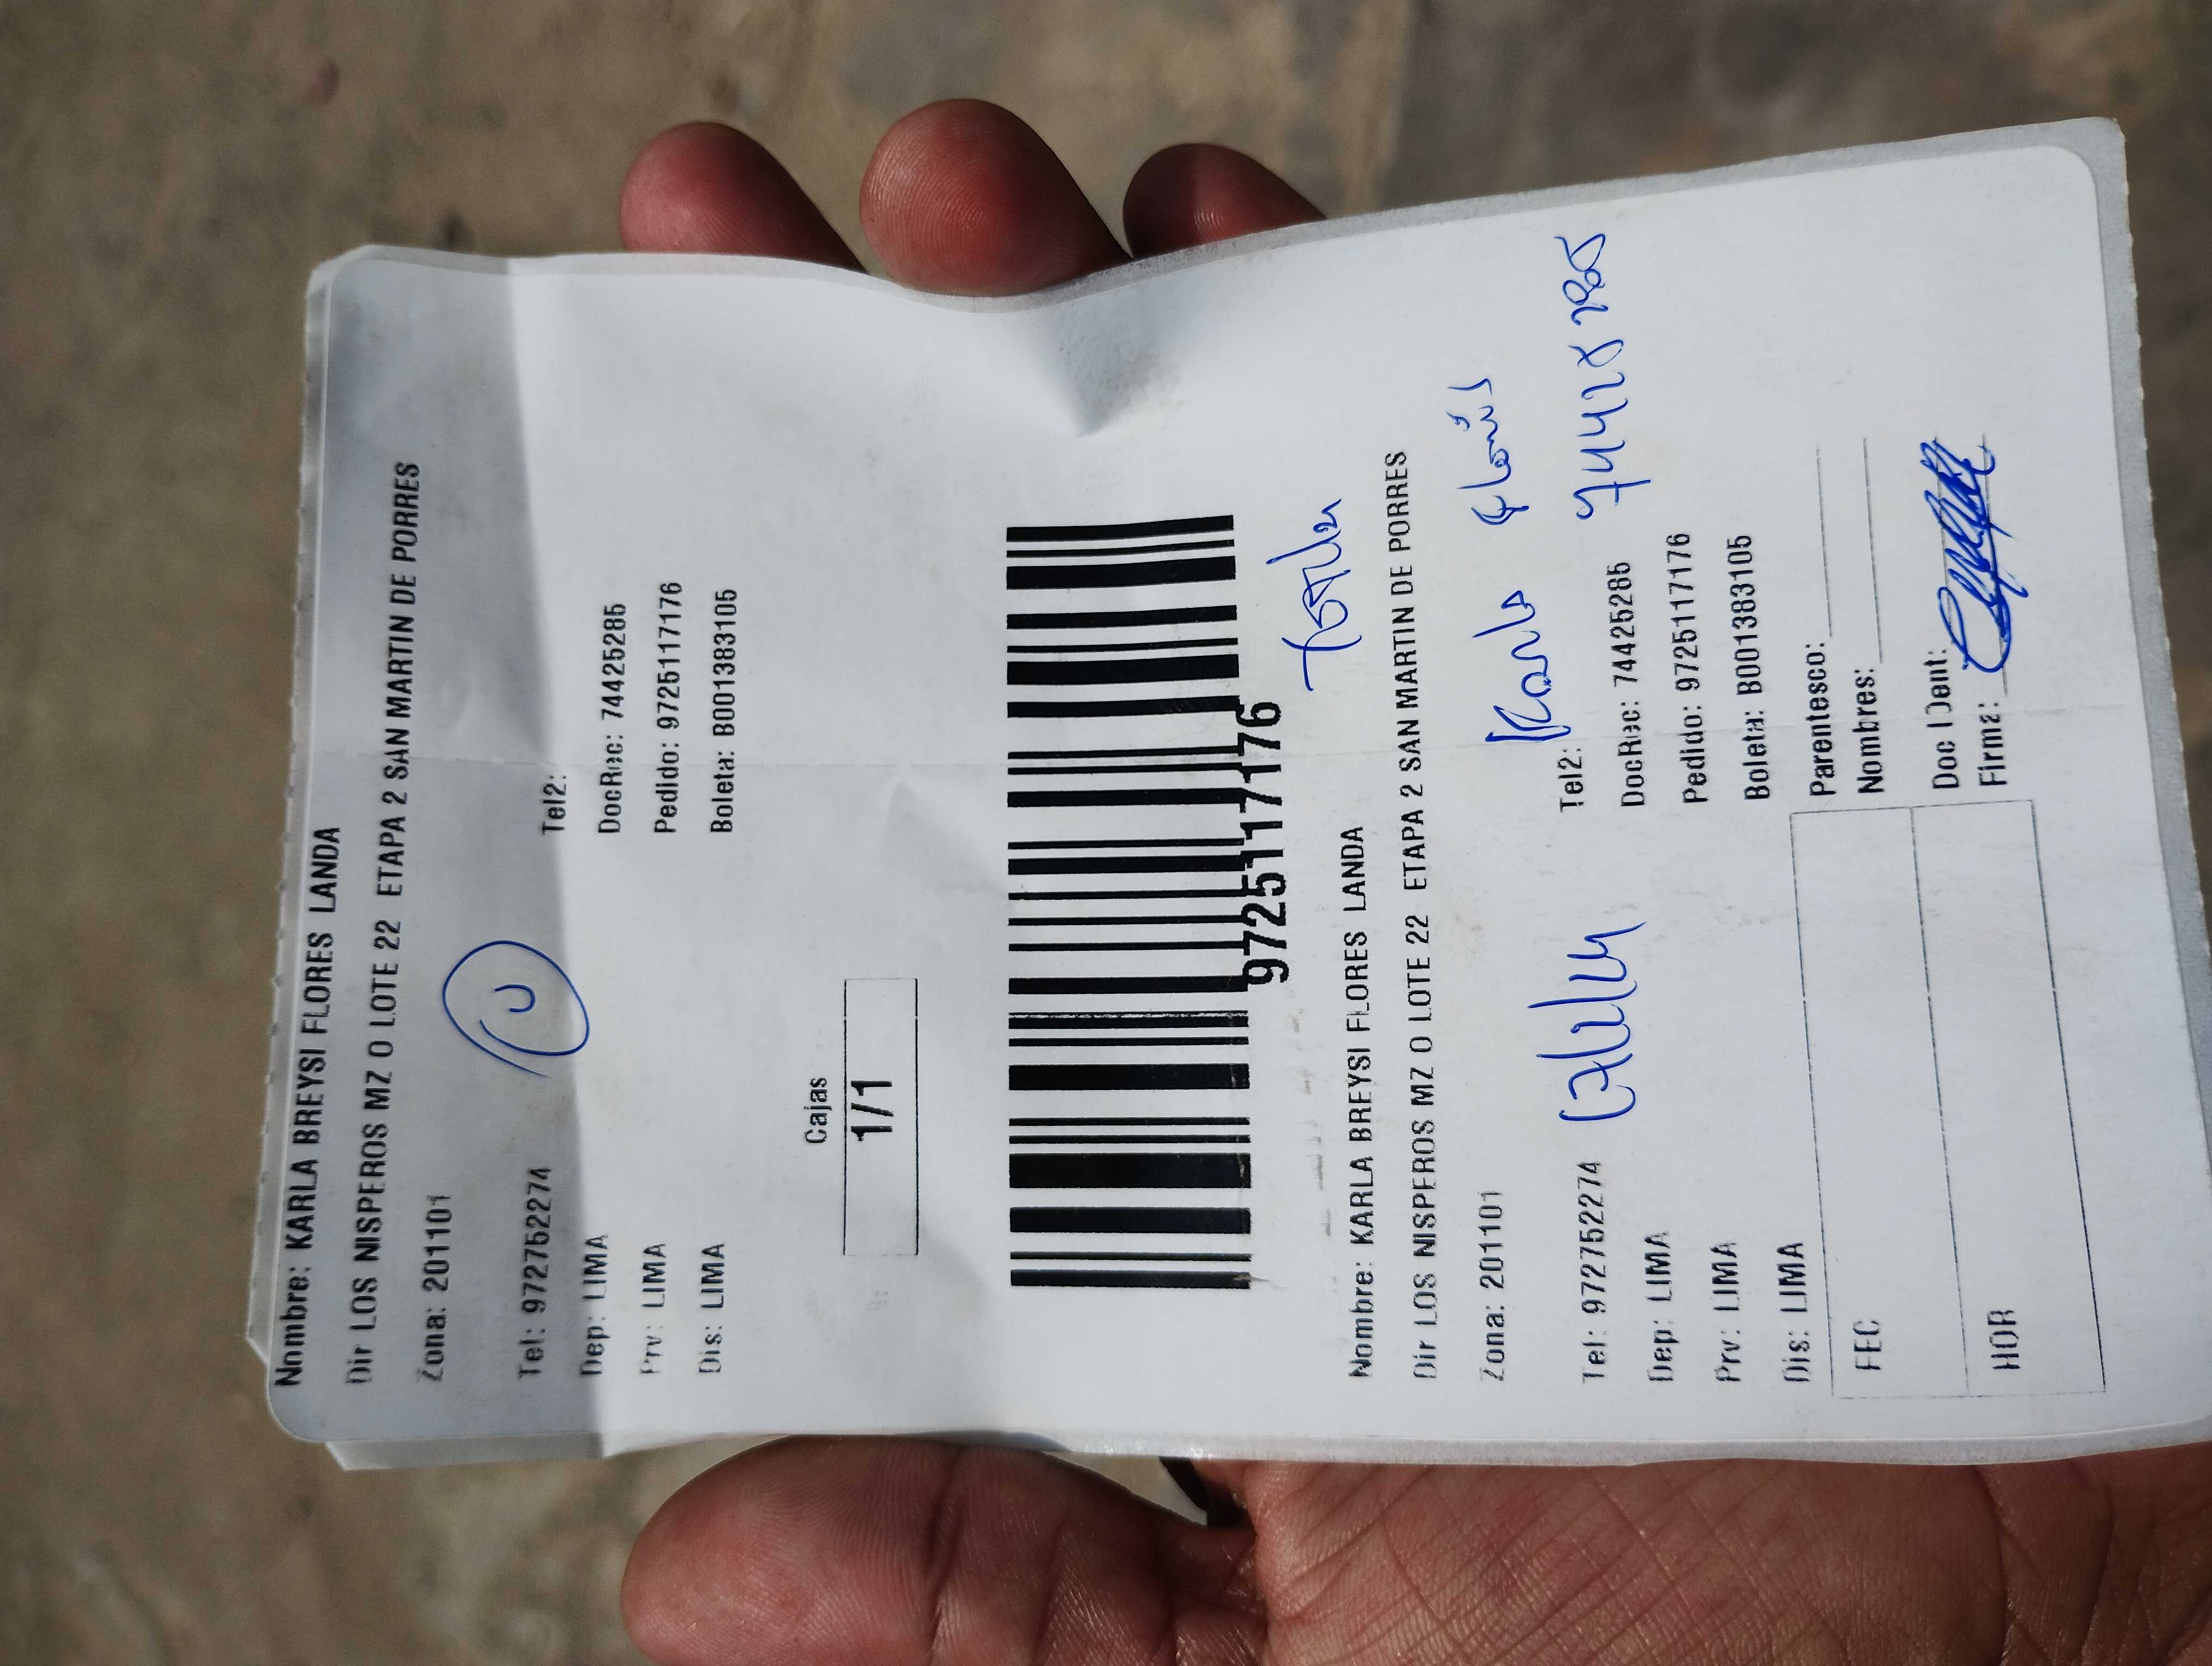 Nombre: KARLA BREYSI FLORES LANDA
Dir LOS NISPEROS MZ O LOTE 22 ETAPA 2 SAN MARTIN DE PORRES
Zona: 201101
Tel: 972752274 Tel2:
Dep: LIMA DocRec: 74425285
Prv: LIMA Pedido: 9725117176
Dis: LIMA Boleta: B001383105
Cajas
1/1
9725117176
Nombre: KARLA BREYSI FLORES LANDA
Dir LOS NISPEROS MZ O LOTE 22 ETAPA 2 SAN MARTIN DE PORRES
Karla Flores
Zona: 201101
Tel: 972752274 Tel2: 74425285
Dep: LIMA DocRec: 74425285
Prv: LIMA Pedido: 9725117176
Dis: LIMA Boleta: B001383105
FEC Parentesco:
Nombres:
HOR Doc Ident:
Firma: